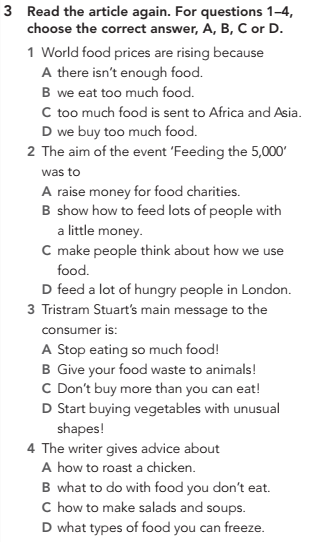 3 Read the article again. For questions 1–4,
choose the correct answer, A, B, C or D.
1 World food prices are rising because
A there isn't enough food.
B we eat too much food.
C too much food is sent to Africa and Asia.
D we buy too much food.
2 The aim of the event ‘Feeding the 5,000’
was to
A raise money for food charities.
B show how to feed lots of people with
a little money.
C make people think about how we use
food.
D feed a lot of hungry people in London.
3 Tristram Stuart's main message to the
consumer is:
A Stop eating so much food!
B Give your food waste to animals!
C Don't buy more than you can eat!
D Start buying vegetables with unusual
shapes!
4 The writer gives advice about
A how to roast a chicken.
B what to do with food you don't eat.
C how to make salads and soups.
D what types of food you can freeze.